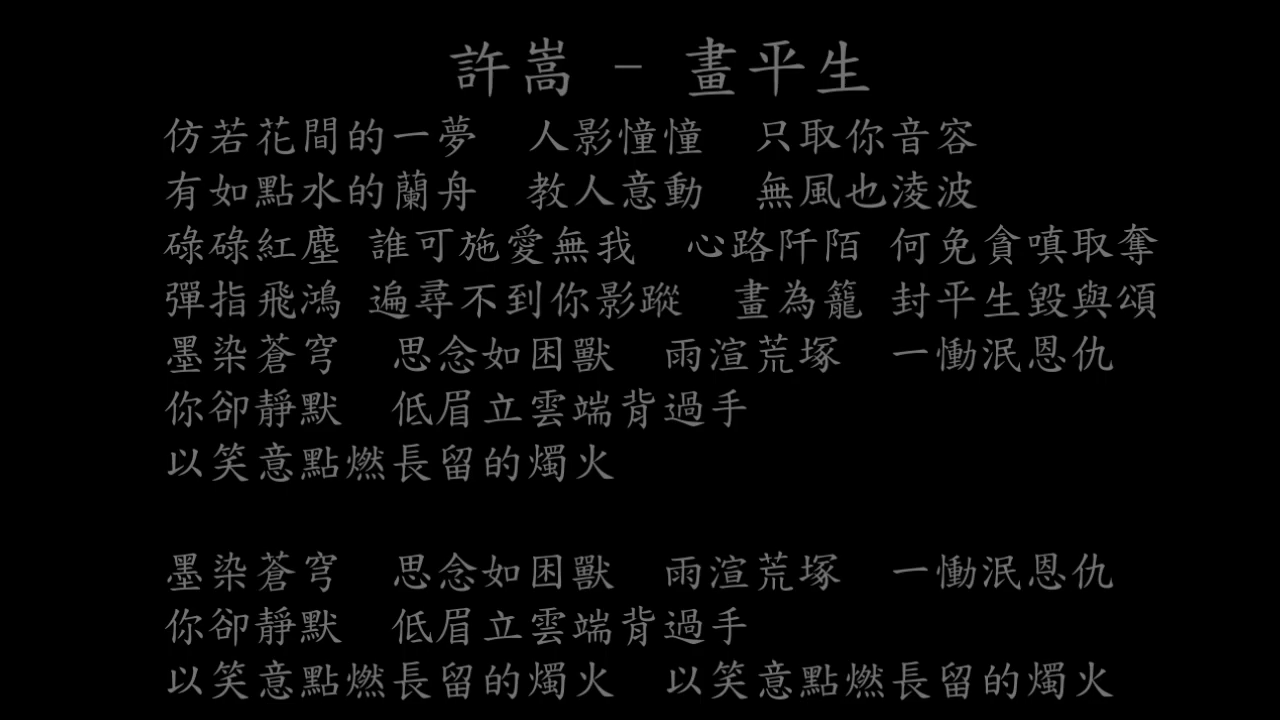 許嵩 - 畫平生
仿若花間的一夢　人影憧憧　只取你音容
有如點水的蘭舟　教人意動　無風也淩波
碌碌紅塵 誰可施愛無我　心路阡陌 何免貪嗔取奪
彈指飛鴻 遍尋不到你影蹤　畫為籠 封平生毀與頌
墨染蒼穹　思念如困獸　雨渲荒塚　一慟泯恩仇
你卻靜默　低眉立雲端背過手
以笑意點燃長留的燭火
墨染蒼穹　思念如困獸　雨渲荒塚　一慟泯恩仇
你卻靜默　低眉立雲端背過手
以笑意點燃長留的燭火　以笑意點燃長留的燭火